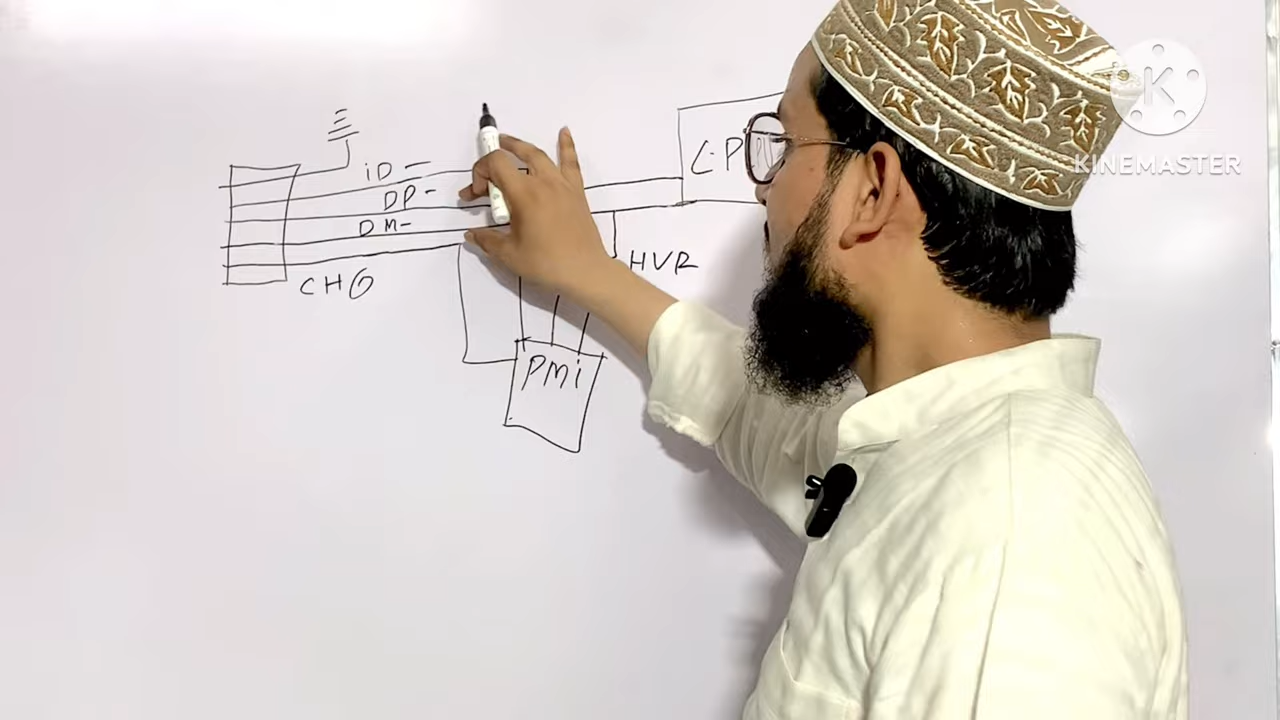 iD -
DP -
DM -
CHG
HVR
PMi
K
KINEMASTER